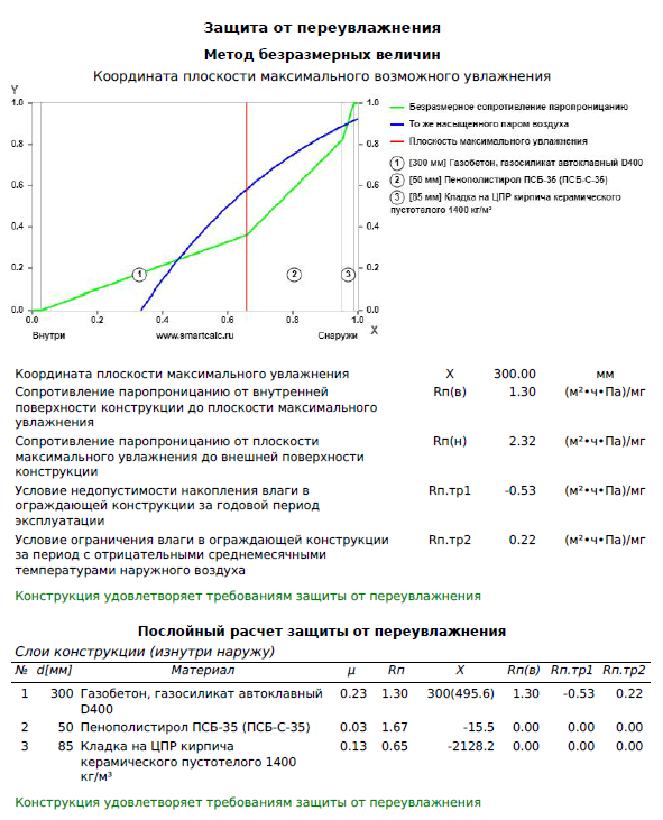 Защита от переувлажнения
Метод безразмерных величин
Координата плоскости максимального возможного увлажнения
Y
1.0
0.8
0.6
0.4
0.2
0.0
1.0
0.8
0.6
0.4
0.2
0.0
1
2
3
0.0 0.2 0.4 0.6 0.8 1.0
X
Внутри www.smartcalc.ru Снаружи
Безразмерное сопротивление паропроницанию
То же насыщенного паром воздуха
Плоскость максимального увлажнения
1 [300 мм] Газобетон, газосиликат автоклавный D400
2 [50 мм] Пенополистирол ПСБ-35 (ПСБ-С-35)
3 [85 мм] Кладка на ЦПР кирпича керамического
пустотелого 1400 кг/м³
Координата плоскости максимального увлажнения X 300.00 мм
Сопротивление паропроницанию от внутренней Rп(в) 1.30 (м²•ч•Па)/мг
поверхности конструкции до плоскости максимального
увлажнения
Сопротивление паропроницанию от плоскости Rп(н) 2.32 (м²•ч•Па)/мг
максимального увлажнения до внешней поверхности
конструкции
Условие недопустимости накопления влаги в Rп.тр1 -0.53 (м²•ч•Па)/мг
ограждающей конструкции за годовой период
эксплуатации
Условие ограничения влаги в ограждающей конструкции Rп.тр2 0.22 (м²•ч•Па)/мг
за период с отрицательными среднемесячными
температурами наружного воздуха
Конструкция удовлетворяет требованиям защиты от переувлажнения
Послойный расчет защиты от переувлажнения
Слои конструкции (изнутри наружу)
№ d[мм] Материал μ Rп X Rп(в) Rп.тр1 Rп.тр2
1 300 Газобетон, газосиликат автоклавный 0.23 1.30 300(495.6) 1.30 -0.53 0.22
D400
2 50 Пенополистирол ПСБ-35 (ПСБ-С-35) 0.03 1.67 -15.5 0.00 0.00 0.00
3 85 Кладка на ЦПР кирпича 0.13 0.65 -2128.2 0.00 0.00 0.00
керамического пустотелого 1400
кг/м³
Конструкция удовлетворяет требованиям защиты от переувлажнения